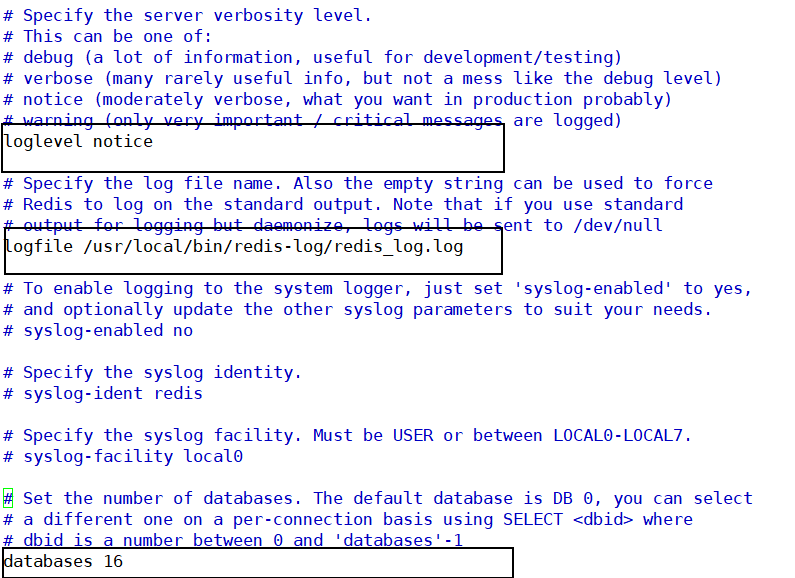 # Specify the server verbosity level.
# This can be one of:
# debug (a lot of information, useful for development/testing)
# verbose (many rarely useful info, but not a mess like the debug level)
# notice (moderately verbose, what you want in production probably)
# warning (only very important / critical messages are logged)
loglevel notice
# Specify the log file name. Also the empty string can be used to force
# Redis to log on the standard output. Note that if you use standard
# output for logging but daemonize, logs will be sent to /dev/null
logfile /usr/local/bin/redis-log/redis_log.log
# To enable logging to the system logger, just set 'syslog-enabled' to yes,
# and optionally update the other syslog parameters to suit your needs.
# syslog-enabled no
# Specify the syslog identity.
# syslog-ident redis
# Specify the syslog facility. Must be USER or between LOCAL0-LOCAL7.
# syslog-facility local0
# Set the number of databases. The default database is DB 0, you can select
# a different one on a per-connection basis using SELECT <dbid> where
# dbid is a number between 0 and 'databases'-1
databases 16